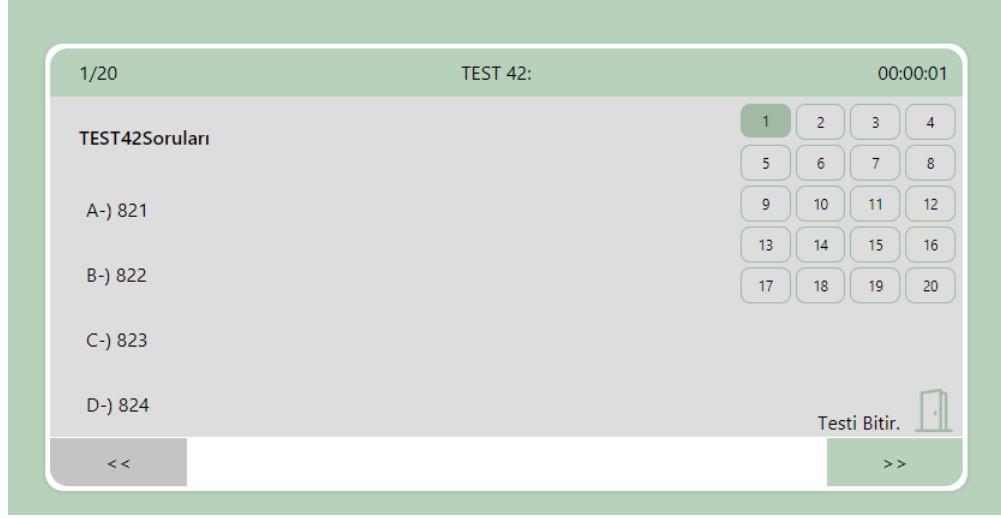 1/20 TEST 42: 00:00:01
TEST42Soruları
A-) 821
B-) 822
C-) 823
D-) 824
1 2 3 4
5 6 7 8
9 10 11 12
13 14 15 16
17 18 19 20
Testi Bitir.
<< >>